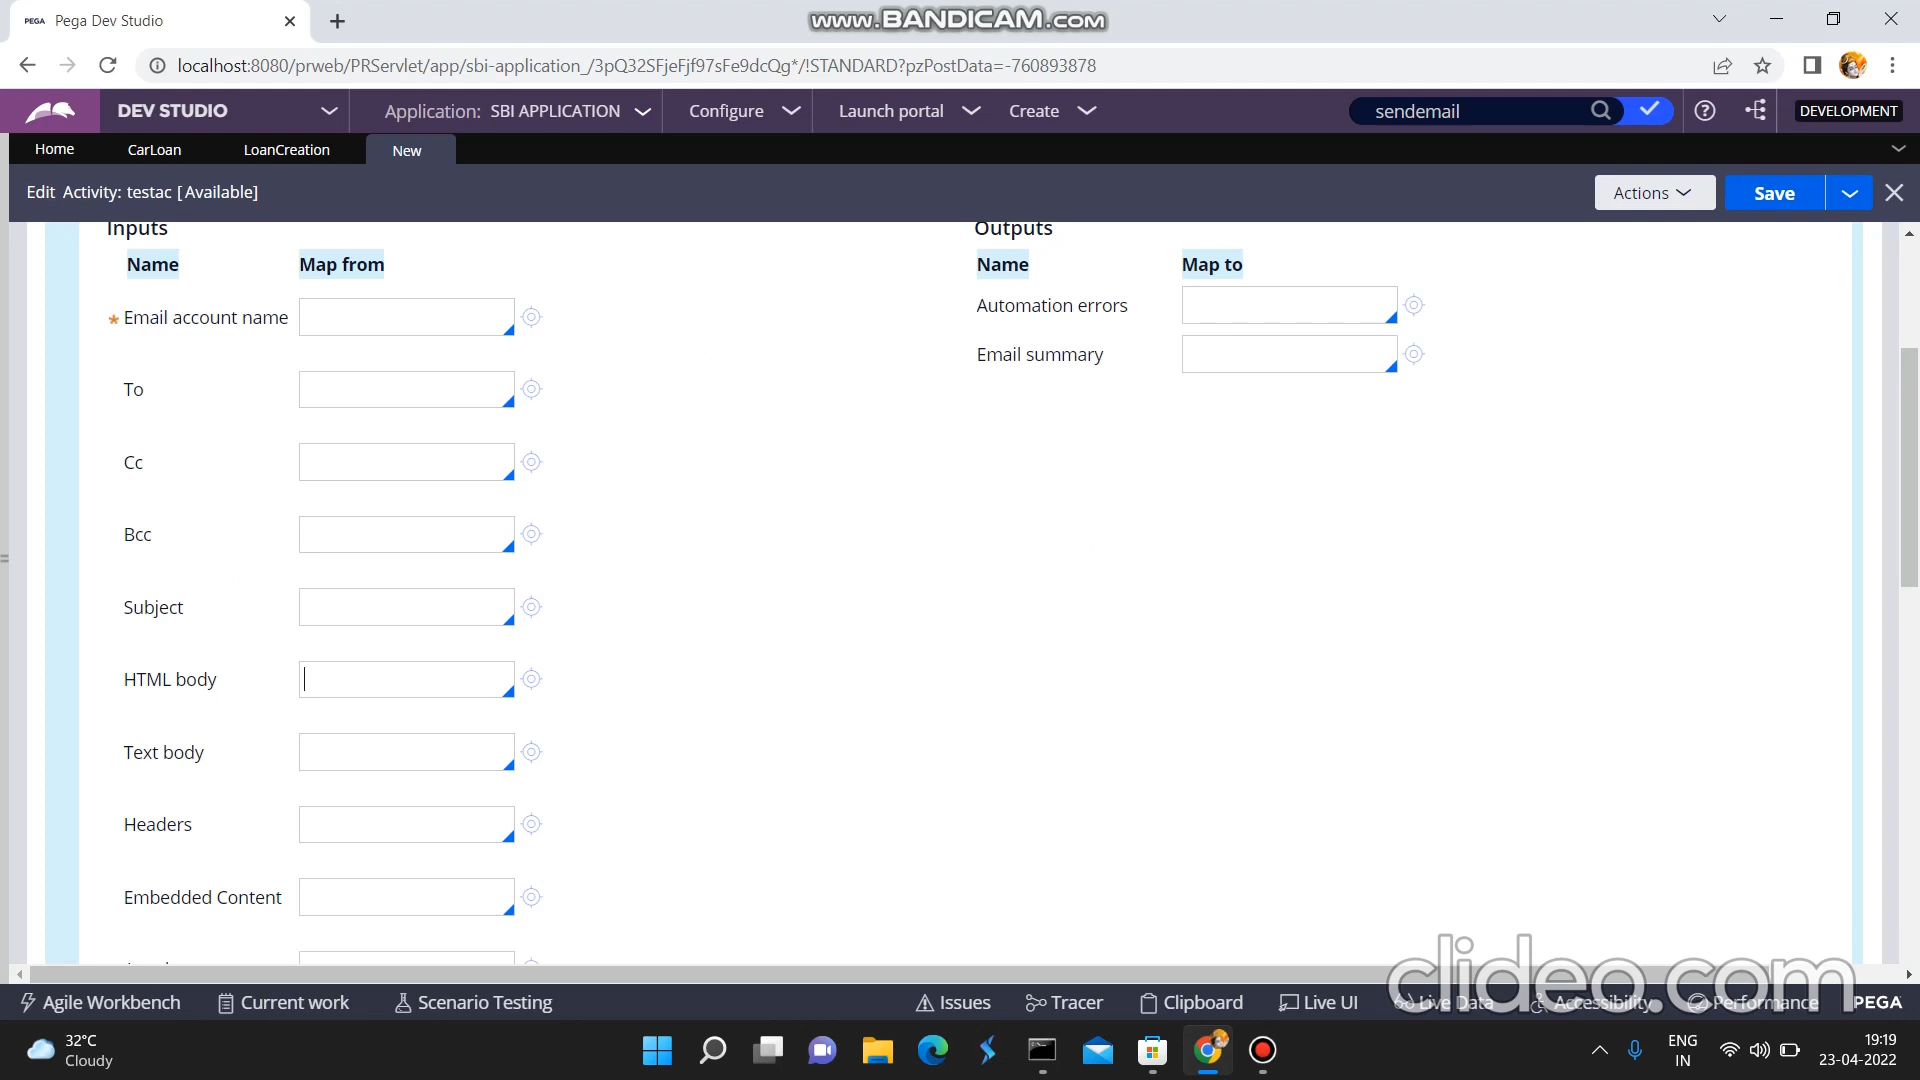 PEGA Pega Dev Studio
www.BANDICAM.com
localhost:8080/prweb/PRServlet/app/sbi-application_/3pQ32SFjeFjf97sFe9dcQg*/!STANDARD?pzPostData=-760893878
DEV STUDIO
Application: SBI APPLICATION
Configure
Launch portal
Create
sendemail
DEVELOPMENT
Home
CarLoan
LoanCreation
New
Edit Activity: testac [Available]
Actions
Save
Inputs
Outputs
Name Map from
Name Map to
* Email account name
Automation errors
Email summary
To
Cc
Bcc
Subject
HTML body
Text body
Headers
Embedded Content
clideo.com
Agile Workbench
Current work
Scenario Testing
Issues
Tracer
Clipboard
Live UI
Live Data
Accessibility
Performance
PEGA
32°C
Cloudy
ENG
IN
19:19
23-04-2022